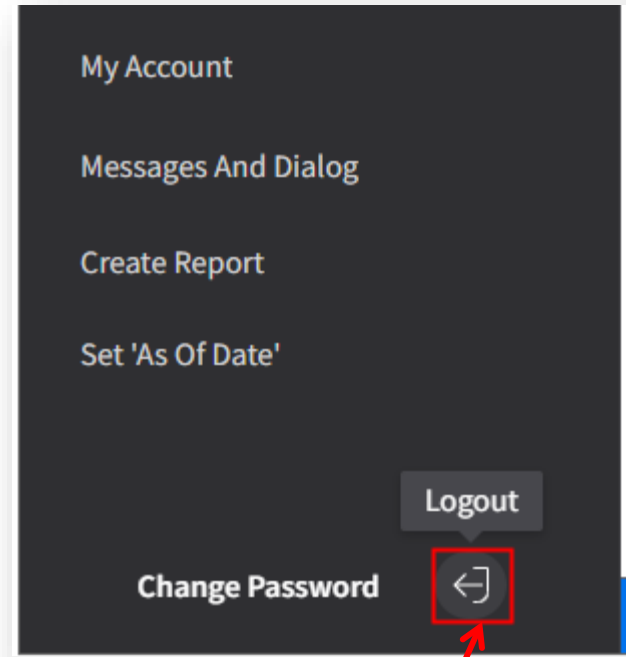 My Account
Messages And Dialog
Create Report
Set 'As Of Date'
Logout
Change Password